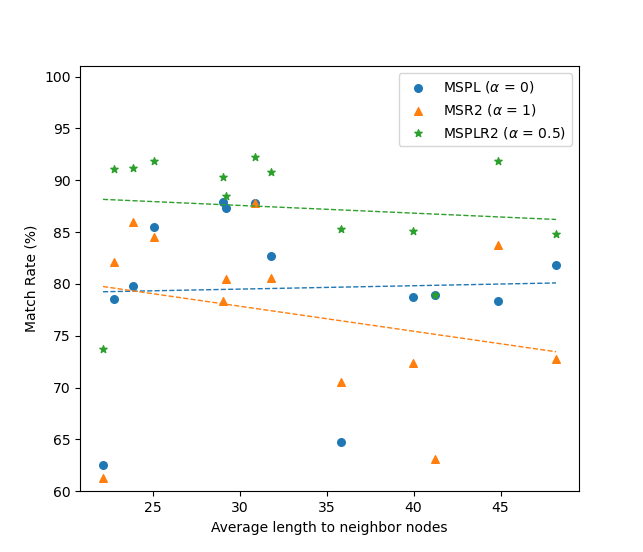 MSPL (α = 0)
MSR2 (α = 1)
MSPLR2 (α = 0.5)
100
95
90
85
80
75
70
65
60
Match Rate (%)
25 30 35 40 45
Average length to neighbor nodes